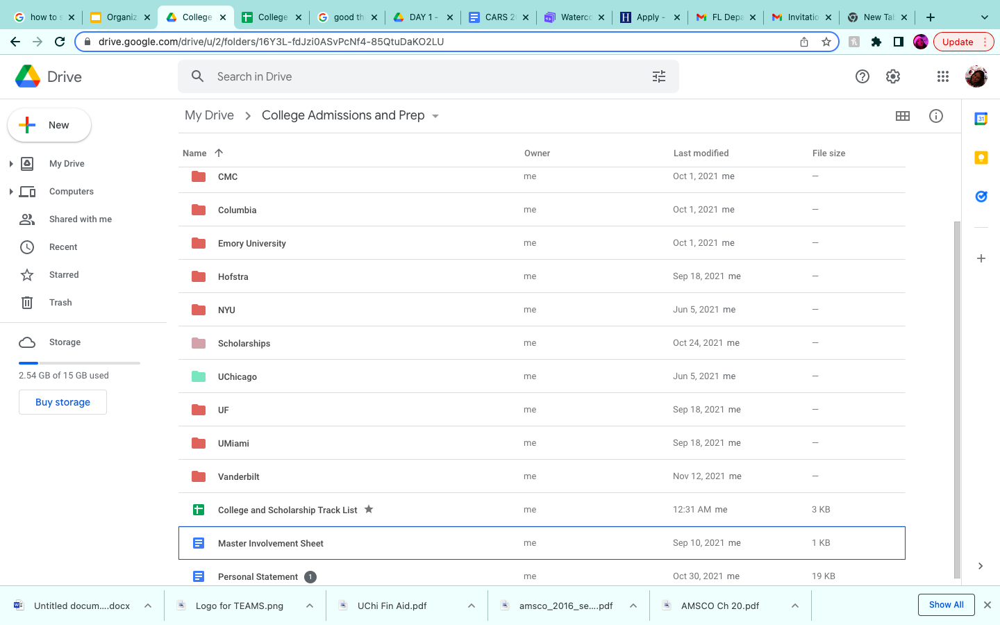 how to s
Organiz
College
College
good th
DAY 1 -
CARS 2
Waterco
Apply -
FL Depa
Invitatio
New Tab
drive.google.com/drive/u/2/folders/16Y3L-fdJzi0ASvPcNf4-85QtuDaKO2LU
Update
Drive
Search in Drive
New
My Drive
Computers
Shared with me
Recent
Starred
Trash
Storage
2.54 GB of 15 GB used
Buy storage
My Drive > College Admissions and Prep
Name Owner Last modified File size
CMC me Oct 1, 2021 me —
Columbia me Oct 1, 2021 me —
Emory University me Oct 1, 2021 me —
Hofstra me Sep 18, 2021 me —
NYU me Jun 5, 2021 me —
Scholarships me Oct 24, 2021 me —
UChicago me Jun 5, 2021 me —
UF me Sep 18, 2021 me —
UMiami me Sep 18, 2021 me —
Vanderbilt me Nov 12, 2021 me —
College and Scholarship Track List me 12:31 AM me 3 KB
Master Involvement Sheet me Sep 10, 2021 me 1 KB
Personal Statement 1 me Oct 30, 2021 me 19 KB
31
Untitled docum....docx
Logo for TEAMS.png
UChi Fin Aid.pdf
amsco_2016_se....pdf
AMSCO Ch 20.pdf
Show All